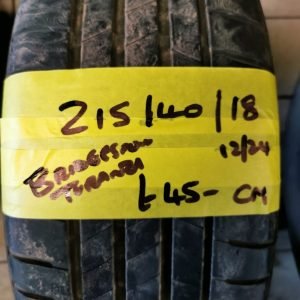 215/40/18
BRIDGESTONE 12/24
TURANZA
£45- CM